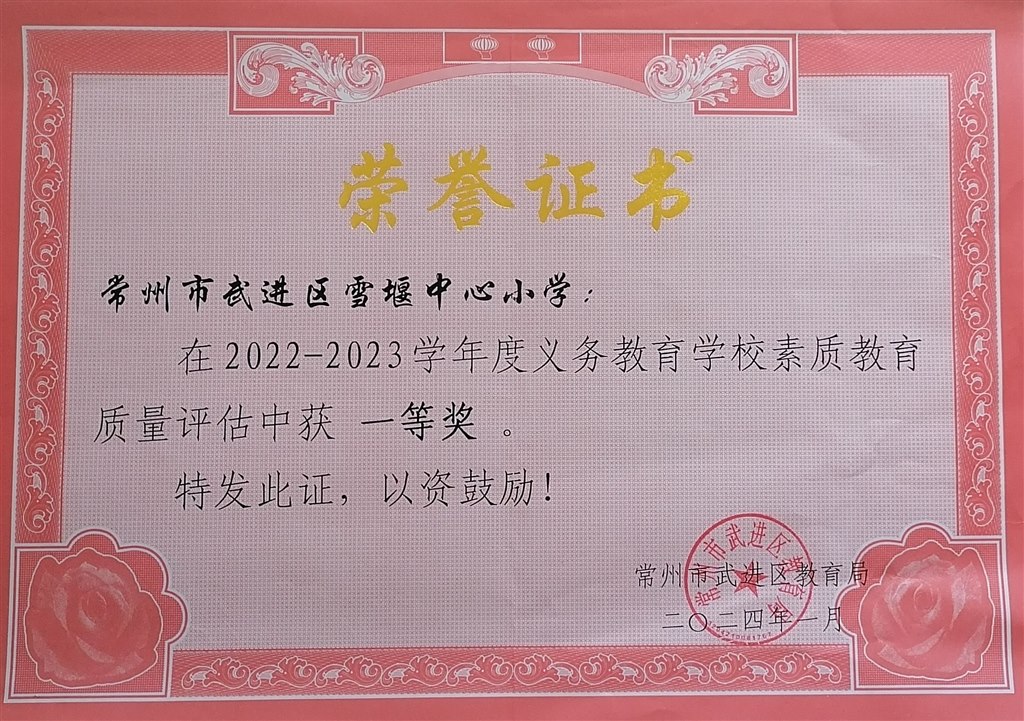 荣誉证书
常州市武进区雪堰中心小学：
在2022-2023学年度义务教育学校素质教育
质量评估中获 一等奖 。
特发此证，以资鼓励！
常州市武进区教育局
常州市武进区教育局
二〇二四年一月